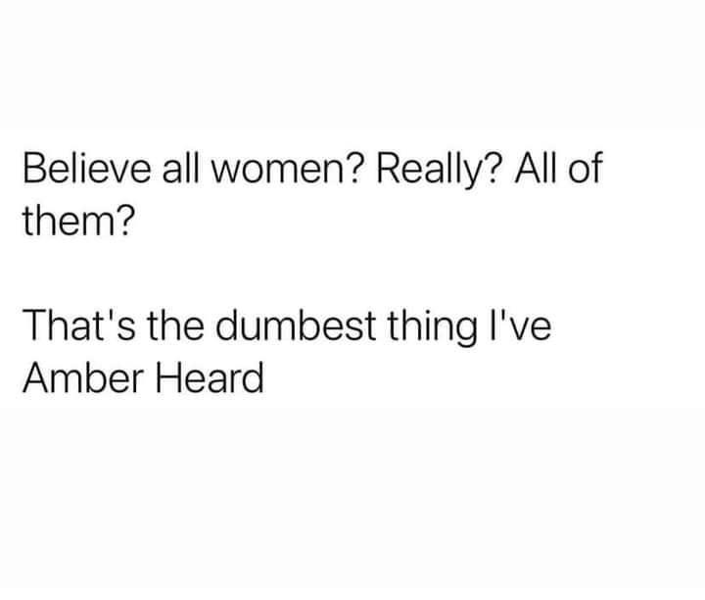 Believe all women? Really? All of
them?
That's the dumbest thing I've
Amber Heard